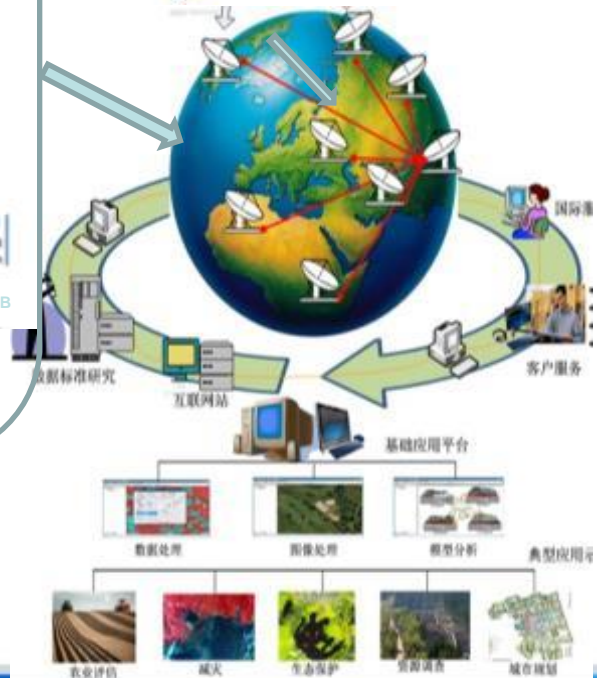 国际
B
数据标准研究
互联网站
客户服务
基础应用平台
数据处理
图像处理
模型分析
典型应用示
农业评估
减灾
生态保护
资源调查
城市规划